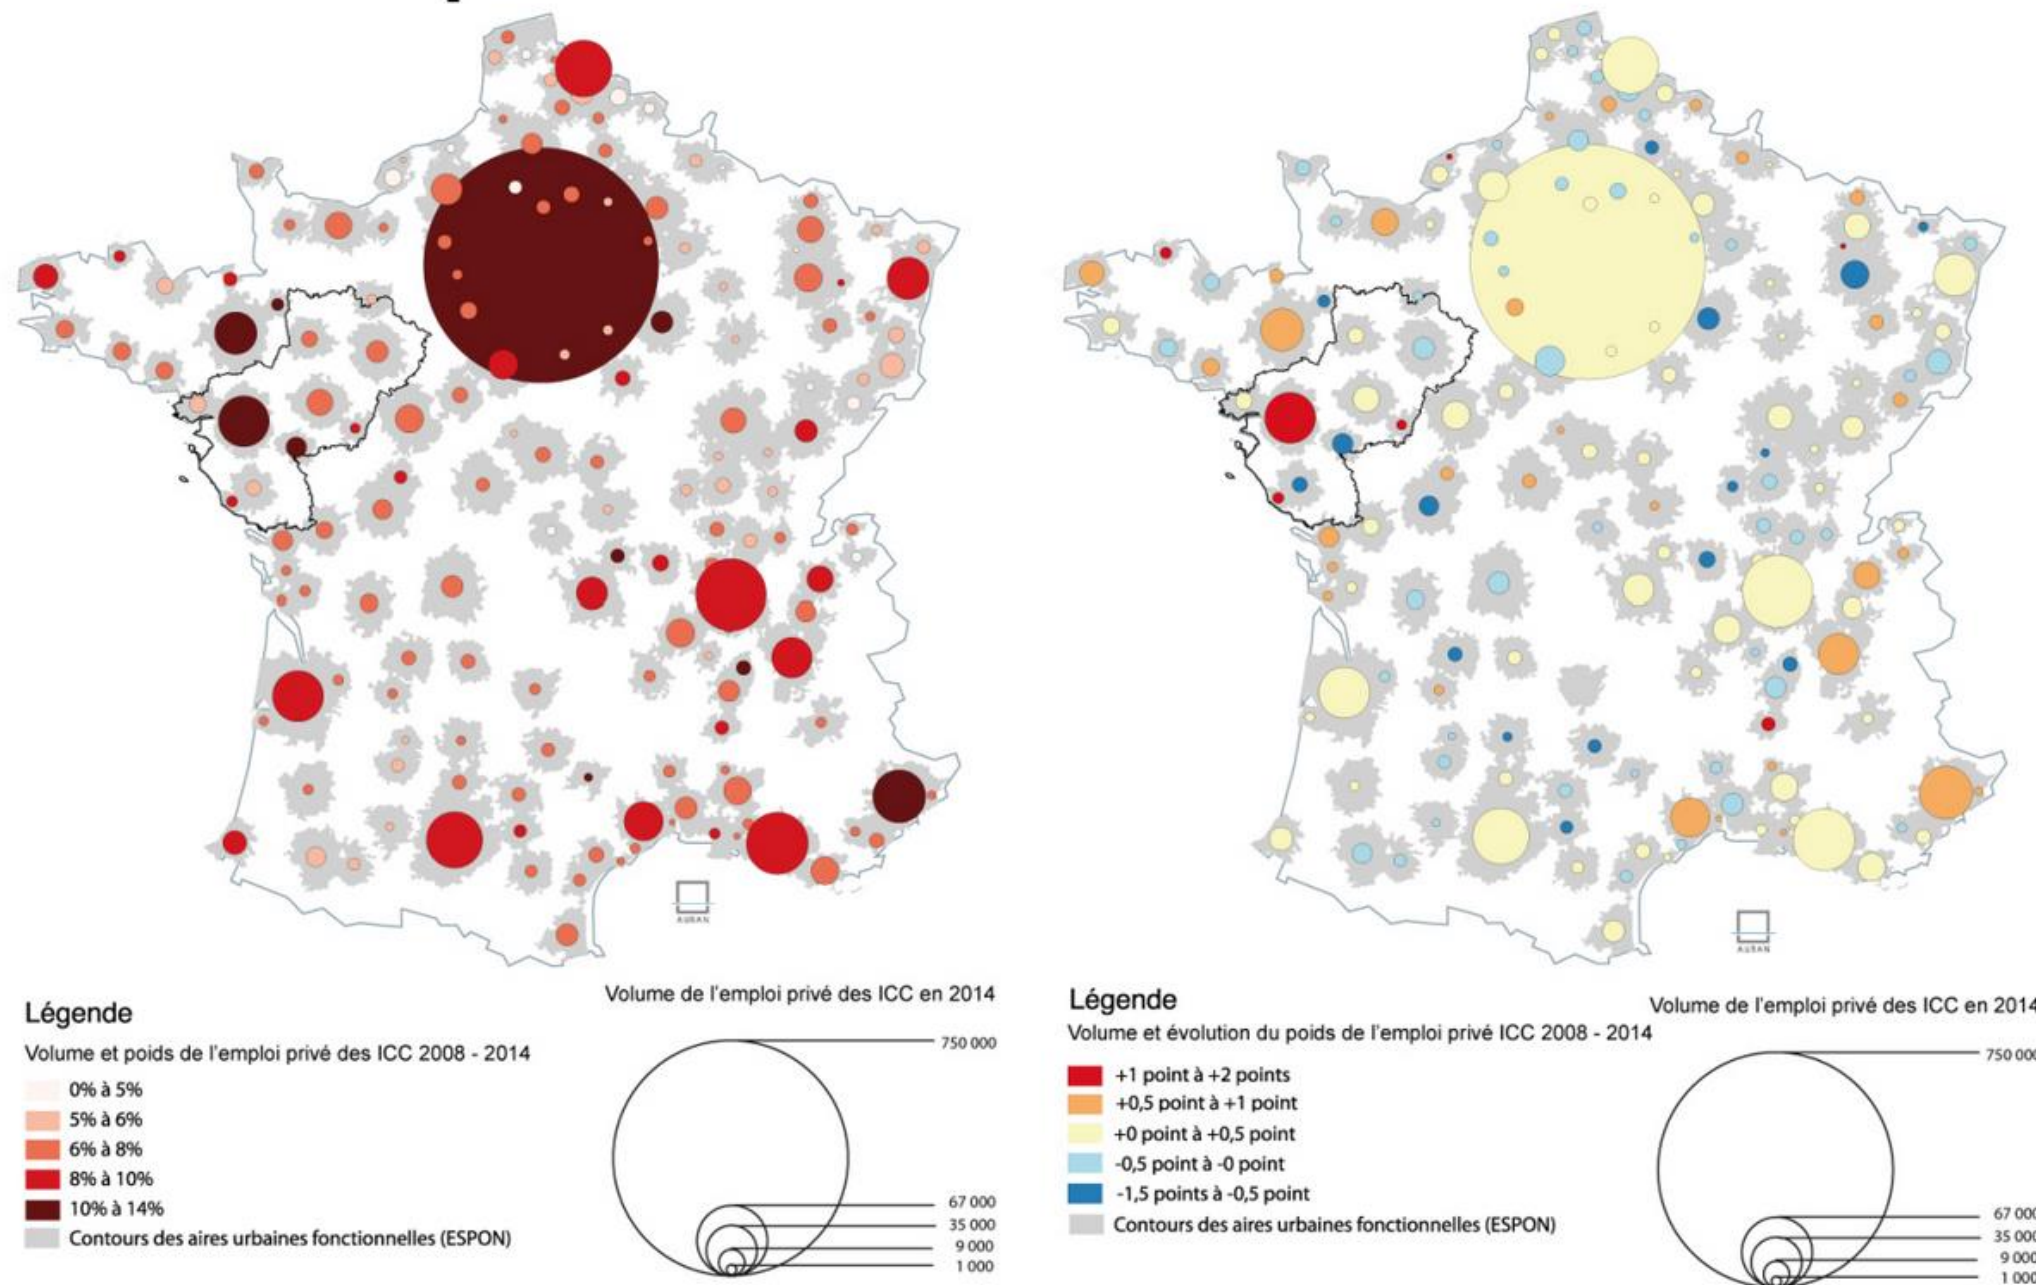 AURAN
AURAN
Légende
Volume et poids de l'emploi privé des ICC 2008 - 2014
0% à 5%
5% à 6%
6% à 8%
8% à 10%
10% à 14%
Contours des aires urbaines fonctionnelles (ESPON)
Volume de l'emploi privé des ICC en 2014
750 000
67 000
35 000
9 000
1 000
Légende
Volume et évolution du poids de l'emploi privé ICC 2008 - 2014
+1 point à +2 points
+0,5 point à +1 point
+0 point à +0,5 point
-0,5 point à -0 point
-1,5 points à -0,5 point
Contours des aires urbaines fonctionnelles (ESPON)
Volume de l'emploi privé des ICC en 2014
750 000
67 000
35 000
9 000
1 000